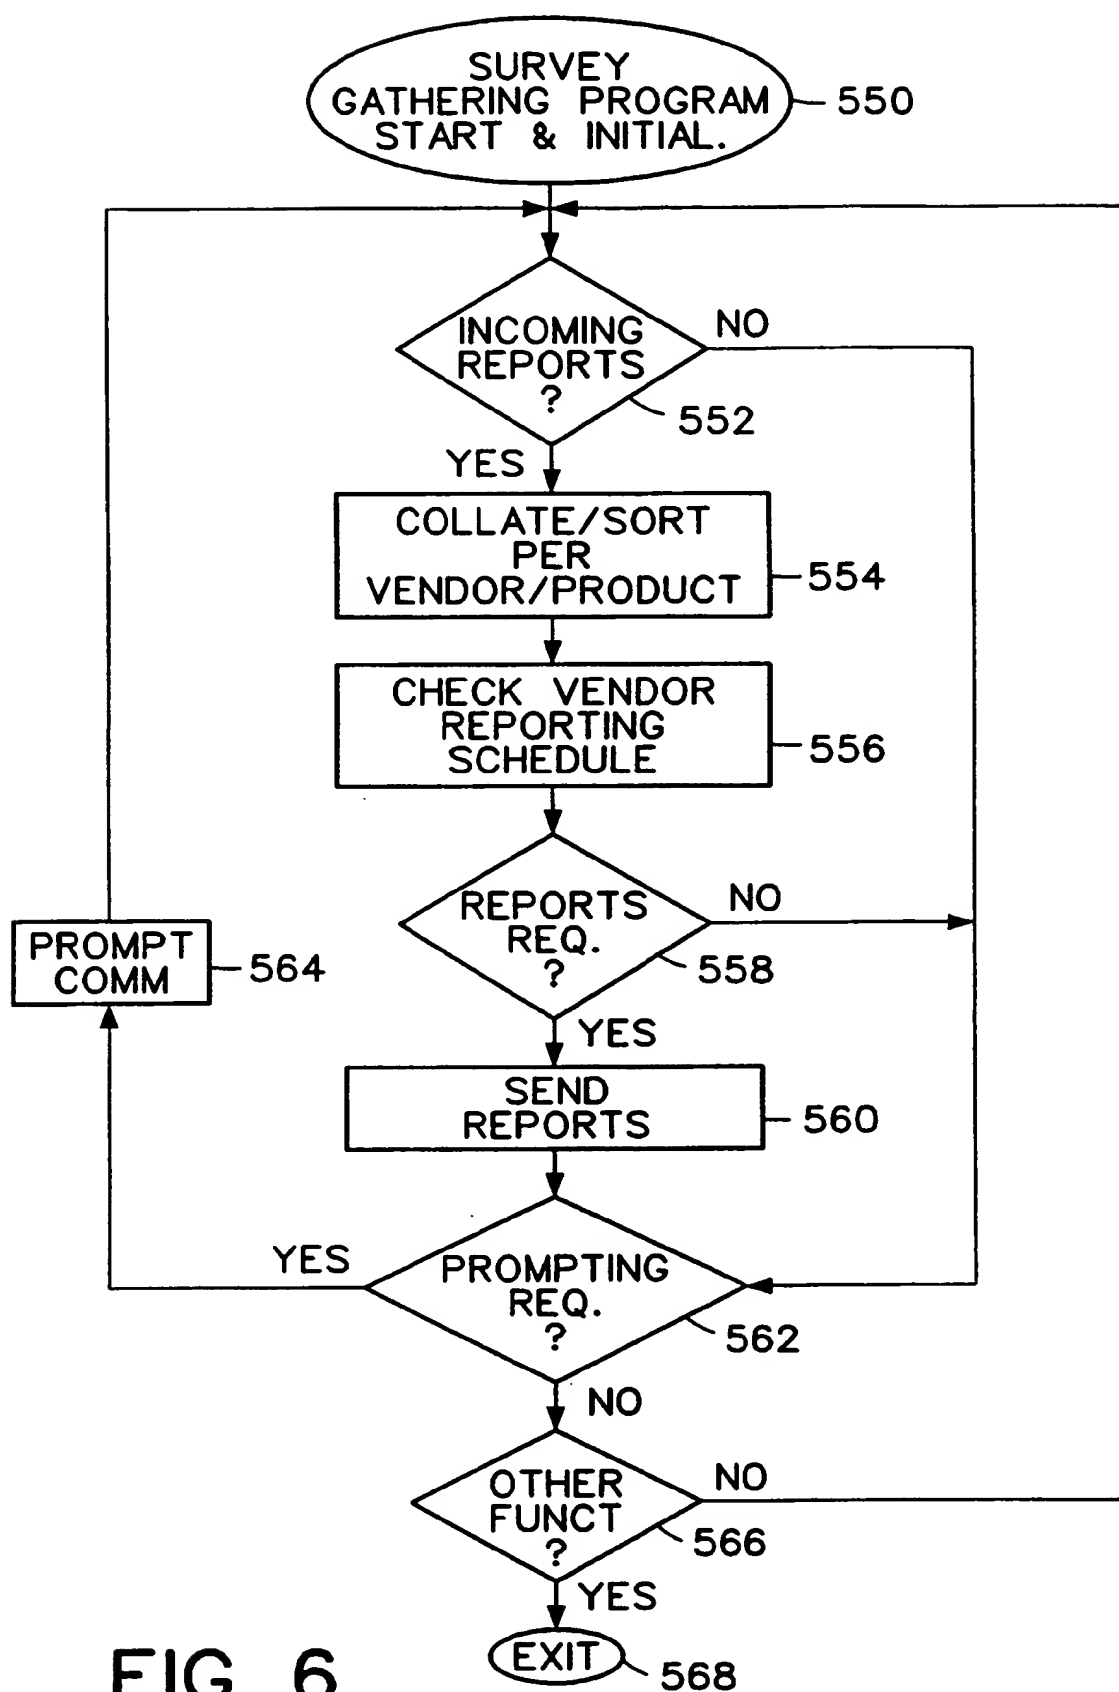 SURVEY
GATHERING PROGRAM
START & INITIAL.
550
INCOMING
REPORTS
?
NO
552
YES
COLLATE/SORT
PER
VENDOR/PRODUCT
554
CHECK VENDOR
REPORTING
SCHEDULE
556
REPORTS
REQ.
?
NO
558
PROMPT
COMM
564
YES
SEND
REPORTS
560
YES
PROMPTING
REQ.
?
562
NO
OTHER
FUNCT
?
NO
566
YES
EXIT
568
FIG. 6